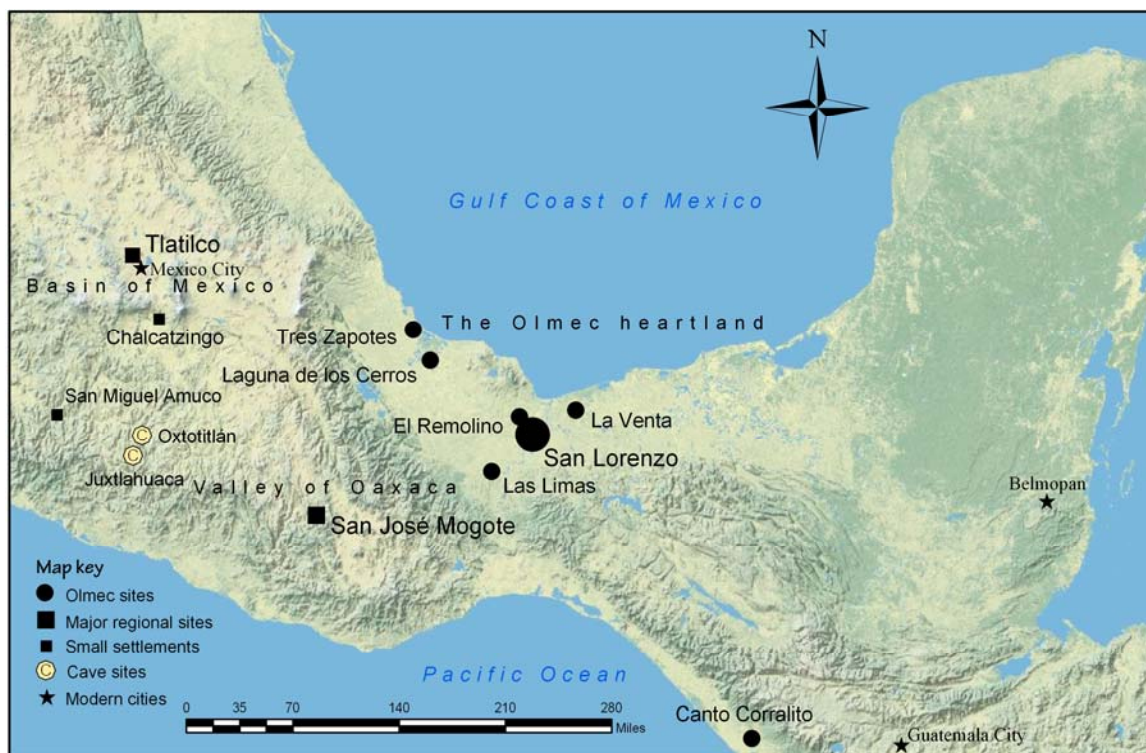 N
Gulf Coast of Mexico
Tlatilco
Mexico City
Basin of México
Chalcatzingo
Tres Zapotes
The Olmec heartland
Laguna de los Cerros
San Miguel Amuco
El Remolino
La Venta
C Oxtotitlán
San Lorenzo
C
Juxtlahuaca
Las Limas
Valley of Oaxaca
Belmopan
San José Mogote
Map key
Olmec sites
Major regional sites
Small settlements
C Cave sites
Modern cities
Pacific Ocean
Canto Corralito
Guatemala City
0 35 70 140 210 280
Miles